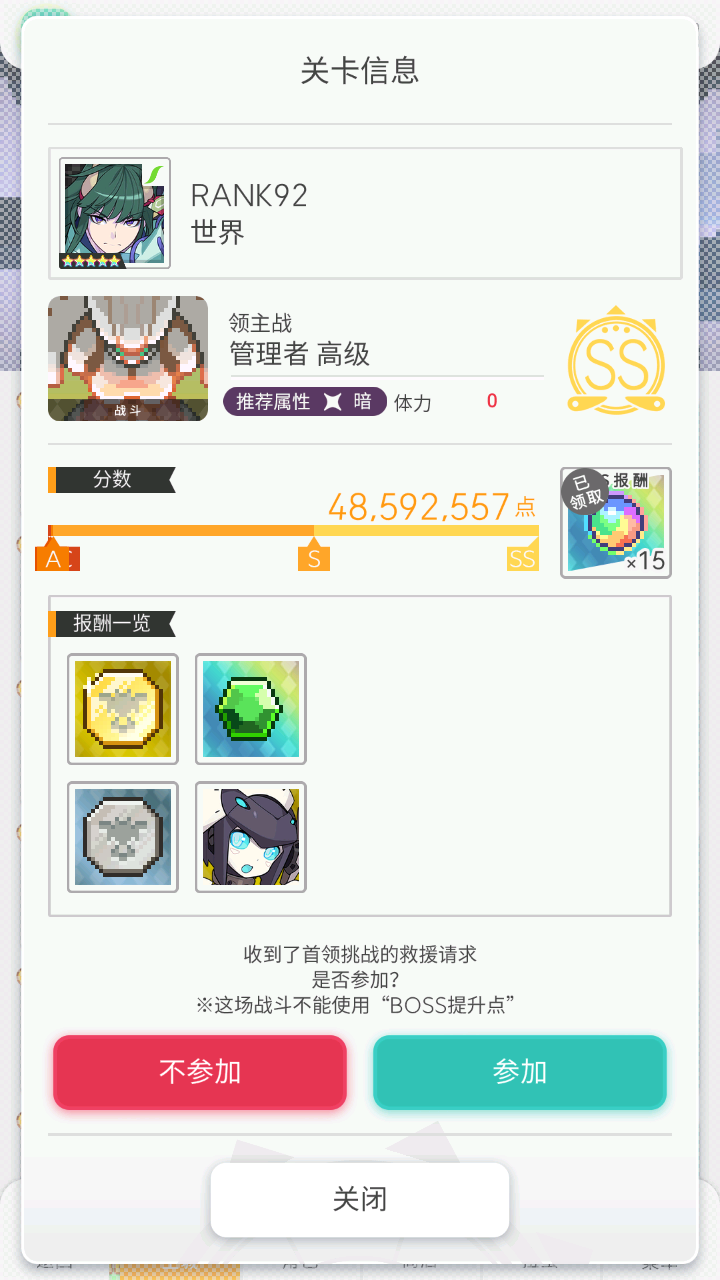 关卡信息
RANK92
世界
领主战
管理者 高级
推荐属性 暗 体力 0
战斗
SS
分数
48,592,557点
A
S
SS
已领取
S报酬
×15
报酬一览
收到了首领挑战的救援请求
是否参加?
※这场战斗不能使用“BOSS提升点”
不参加
参加
关闭